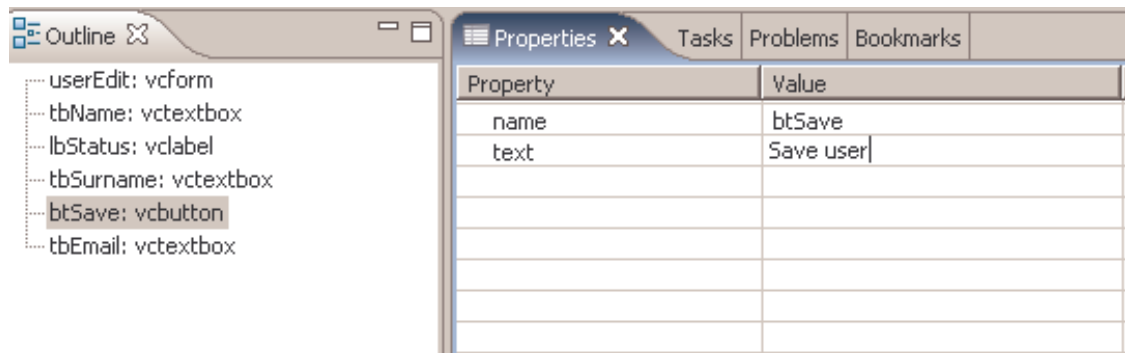 Outline
userEdit: vcform
tbName: vctextbox
lbStatus: vclabel
tbSurname: vctextbox
btSave: vcbutton
tbEmail: vctextbox
Properties Tasks Problems Bookmarks
Property Value
name btSave
text Save user